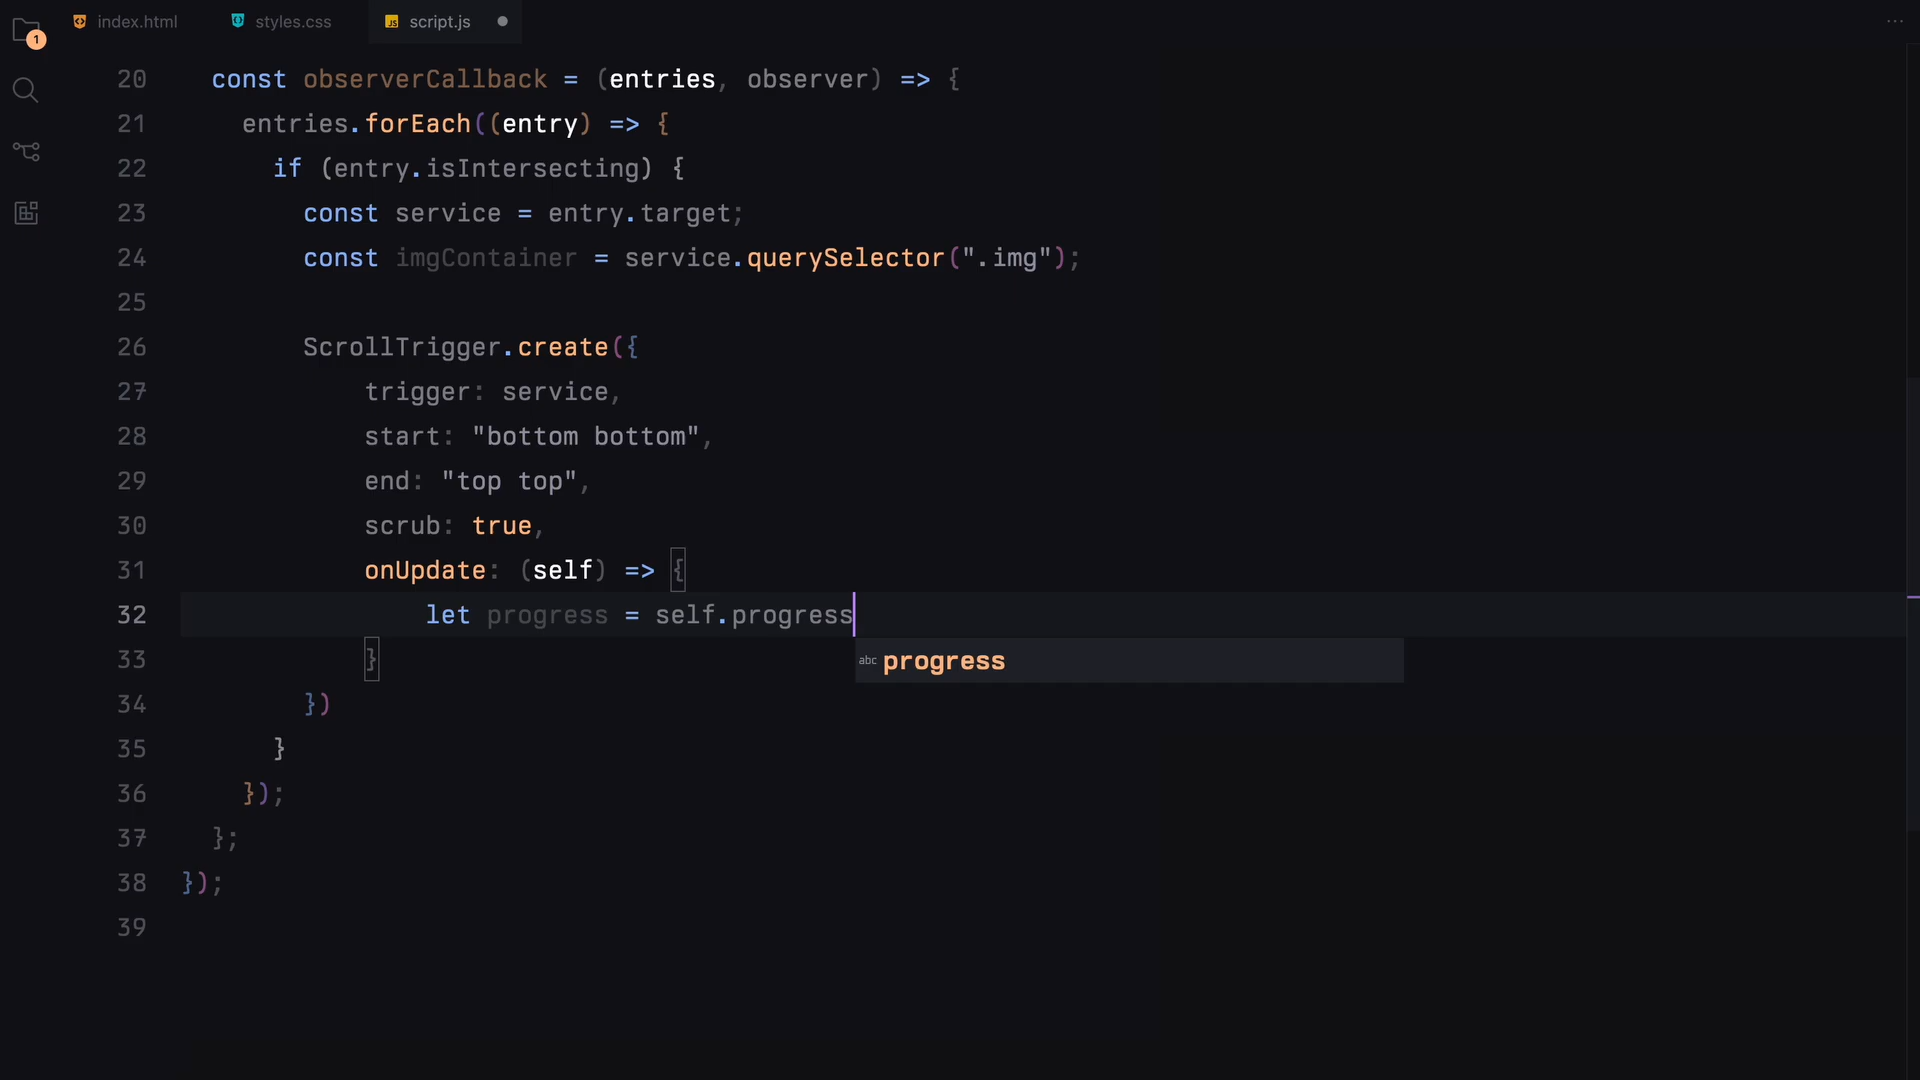 1
index.html
styles.css
JS script.js
20 const observerCallback = (entries, observer) => {
21 entries.forEach((entry) => {
22 if (entry.isIntersecting) {
23 const service = entry.target;
24 const imgContainer = service.querySelector(".img");
25
26 ScrollTrigger.create({
27 trigger: service,
28 start: "bottom bottom",
29 end: "top top",
30 scrub: true,
31 onUpdate: (self) => {
32 let progress = self.progress
abc progress
33 }
34 })
35 }
36 });
37 };
38 });
39